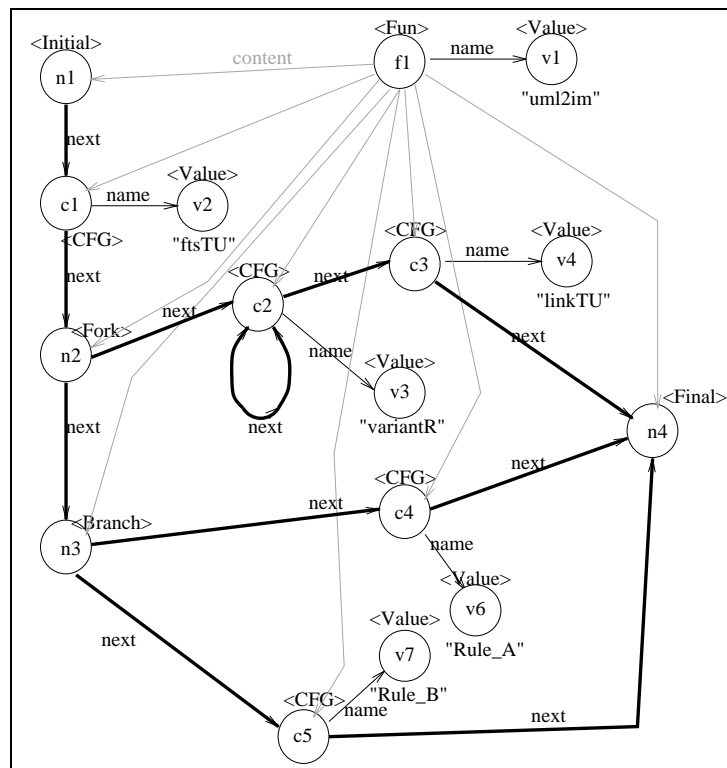 <Initial>
<Fun>
<Value>
name
content
n1
f1
v1
"uml2im"
next
<Value>
c1
name
v2
<CFG>
"ftsTU"
<CFG>
<Value>
name
c3
v4
"linkTU"
next
<CFG>
next
c2
next
<Fork>
next
n2
name
<Value>
v3
"variantR"
next
next
<Final>
n4
next
<CFG>
next
next
<Branch>
c4
n3
name
<Value>
v6
"Rule_A"
<Value>
v7
"Rule_B"
next
<CFG>
name
c5
next